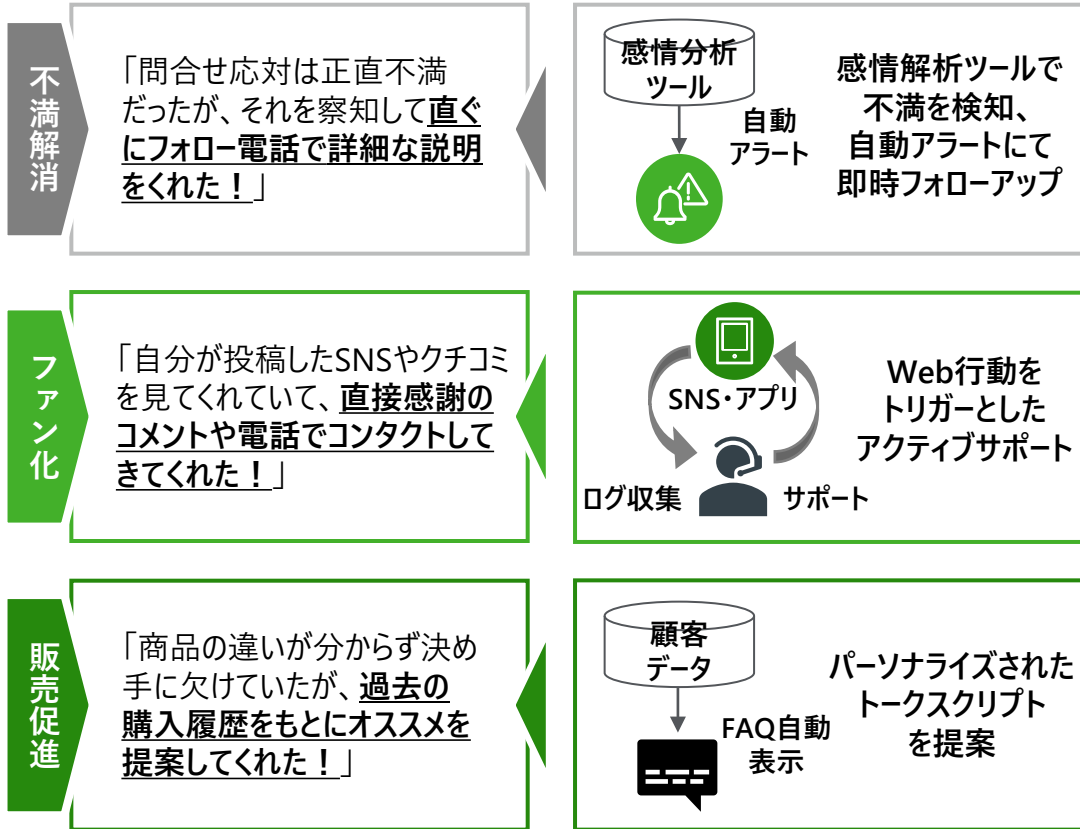 不満解消
「問合せ応対は正直不満
だったが、それを察知して直ぐ
にフォロー電話で詳細な説明
をくれた！」
感情分析
ツール
自動
アラート
感情解析ツールで
不満を検知、
自動アラートにて
即時フォローアップ
ファン化
「自分が投稿したSNSやクチコミ
を見てくれていて、直接感謝の
コメントや電話でコンタクトして
きてくれた！」
SNS・アプリ
ログ収集
サポート
Web行動を
トリガーとした
アクティブサポート
販売促進
「商品の違いが分からず決め
手に欠けていたが、過去の
購入履歴をもとにオススメを
提案してくれた！」
顧客
データ
FAQ自動
表示
パーソナライズされた
トークスクリプト
を提案